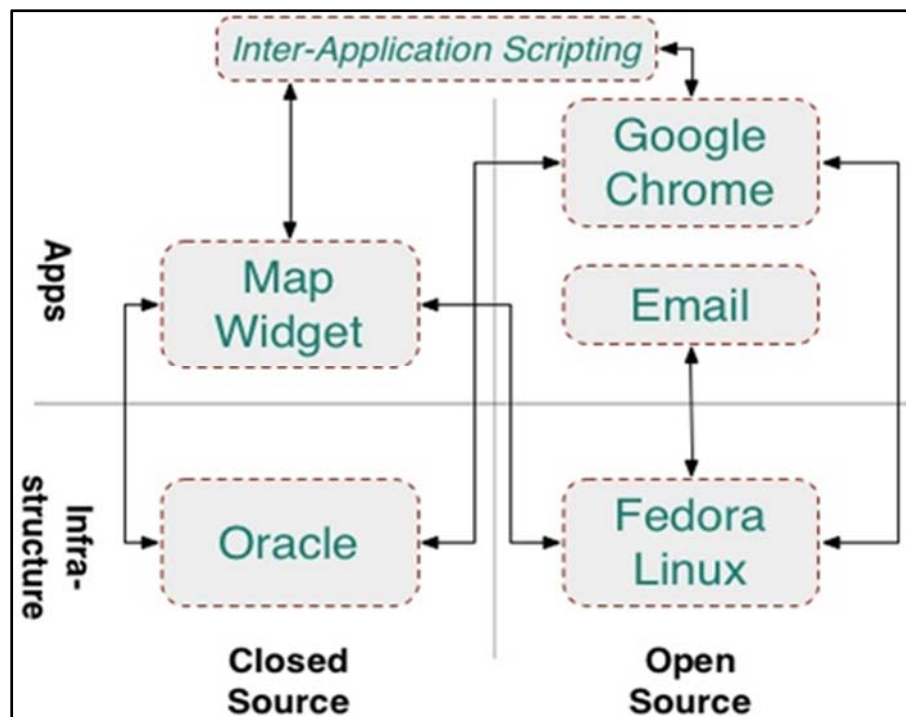 Inter-Application Scripting
Google
Chrome
Map
Widget
Email
Apps
Oracle
Fedora
Linux
Infra-
structure
Closed
Source
Open
Source